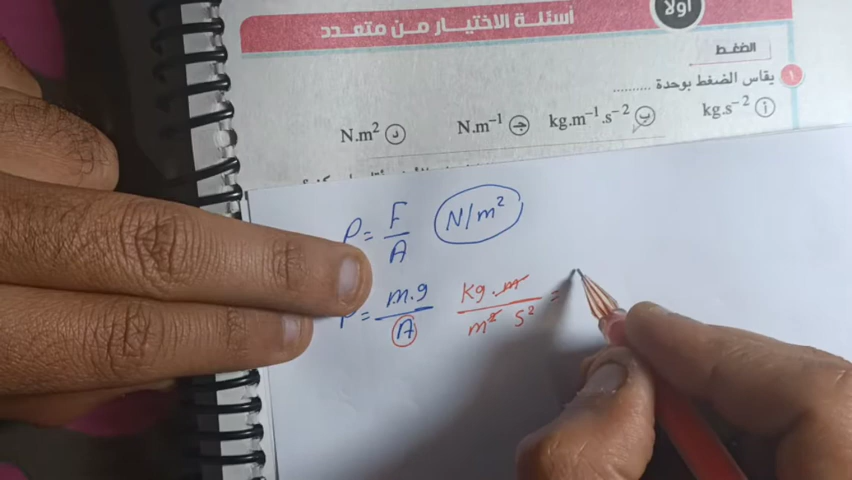 أولا
أسئلة الاختيار من متعدد
الضغط
١ يقاس الضغط بوحدة ..........
أ kg.s⁻² ب kg.m⁻¹.s⁻² ج N.m⁻¹ د N.m²
P = F/A N/m²
P = m.g/A kg.m/m² s² =